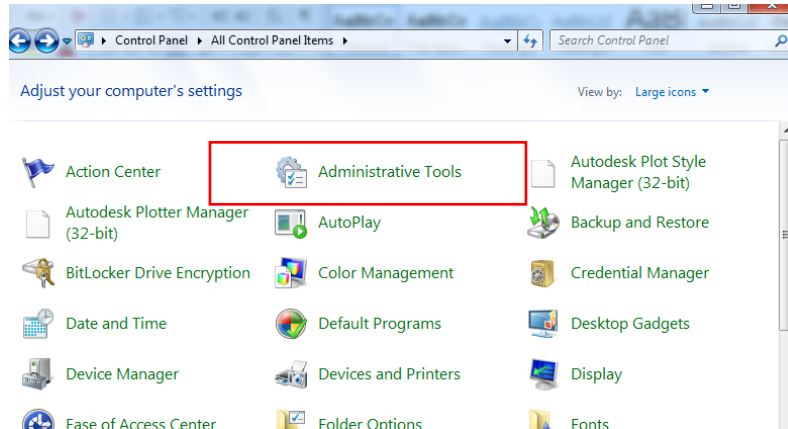 Control Panel All Control Panel Items Search Control Panel
Adjust your computer's settings View by: Large icons
Action Center Administrative Tools Autodesk Plot Style
Manager (32-bit)
Autodesk Plotter Manager
(32-bit) AutoPlay Backup and Restore
BitLocker Drive Encryption Color Management Credential Manager
Date and Time Default Programs Desktop Gadgets
Device Manager Devices and Printers Display
Ease of Access Center Folder Options Fonts